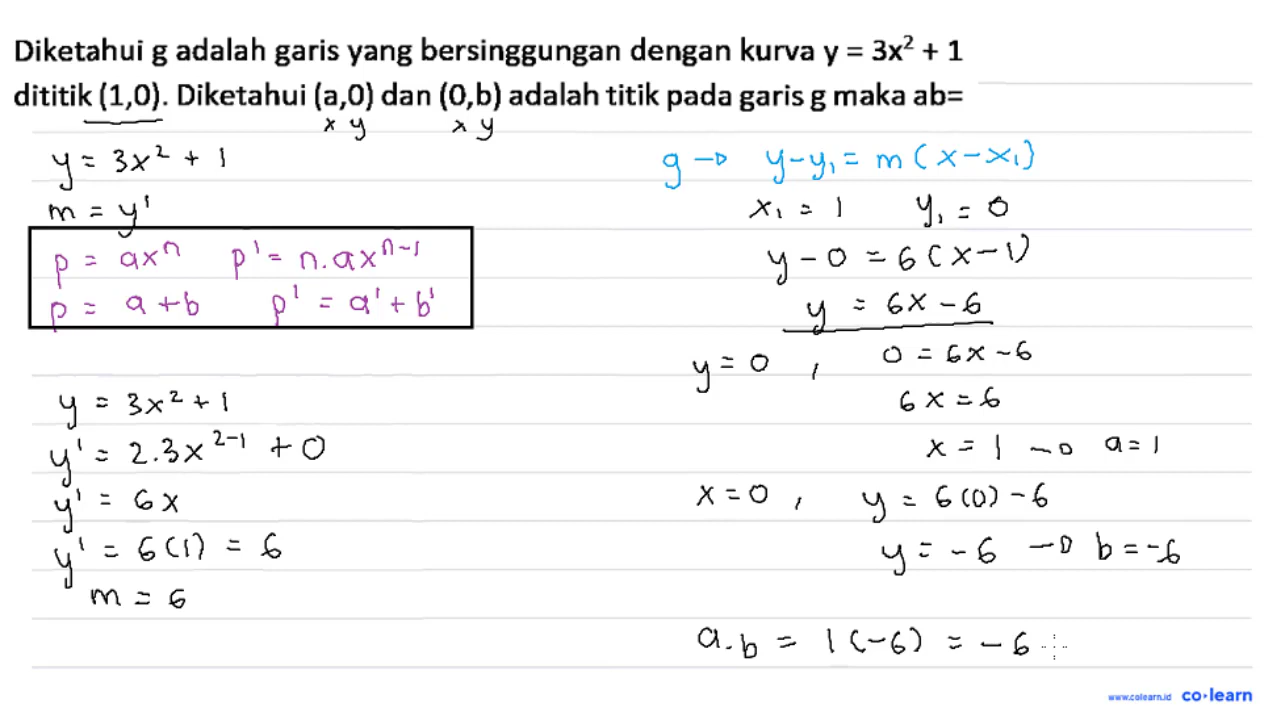 Diketahui g adalah garis yang bersinggungan dengan kurva y = 3x² + 1
dititik (1,0). Diketahui (a,0) dan (0,b) adalah titik pada garis g maka ab=
x y x y
y = 3x² + 1
m = y'
p = axⁿ p' = n.axⁿ⁻¹
p = a + b p' = a' + b'
y = 3x² + 1
y' = 2.3x²⁻¹ + 0
y' = 6x
y' = 6(1) = 6
m = 6
g → y - y₁ = m(x - x₁)
x₁ = 1 y₁ = 0
y - 0 = 6(x - 1)
y = 6x - 6
y = 0 , 0 = 6x - 6
6x = 6
x = 1 → a = 1
x = 0 , y = 6(0) - 6
y = -6 → b = -6
a.b = 1(-6) = -6
www.colearn.id co·learn